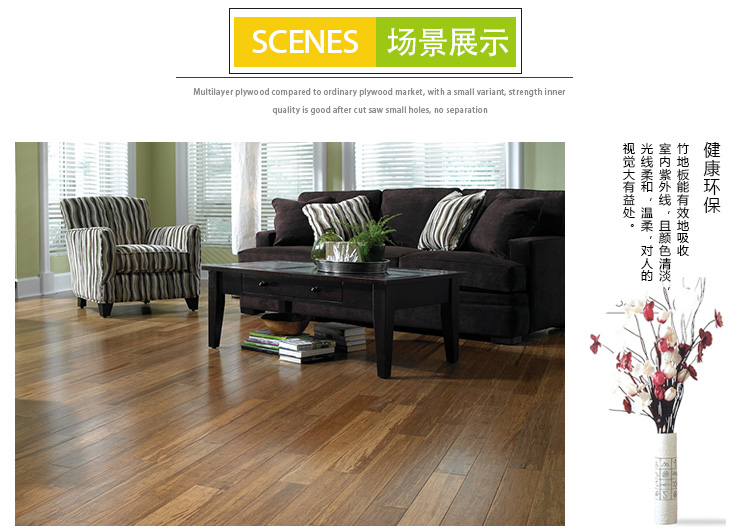 SCENES 场景展示
Multilayer plywood compared to ordinary plywood market, with a small variant, strength inner
quality is good after cut saw small holes, no separation
健康环保
竹地板能有效地吸收
室内紫外线，且颜色清淡，
光线柔和，温柔，对人的
视觉大有益处。